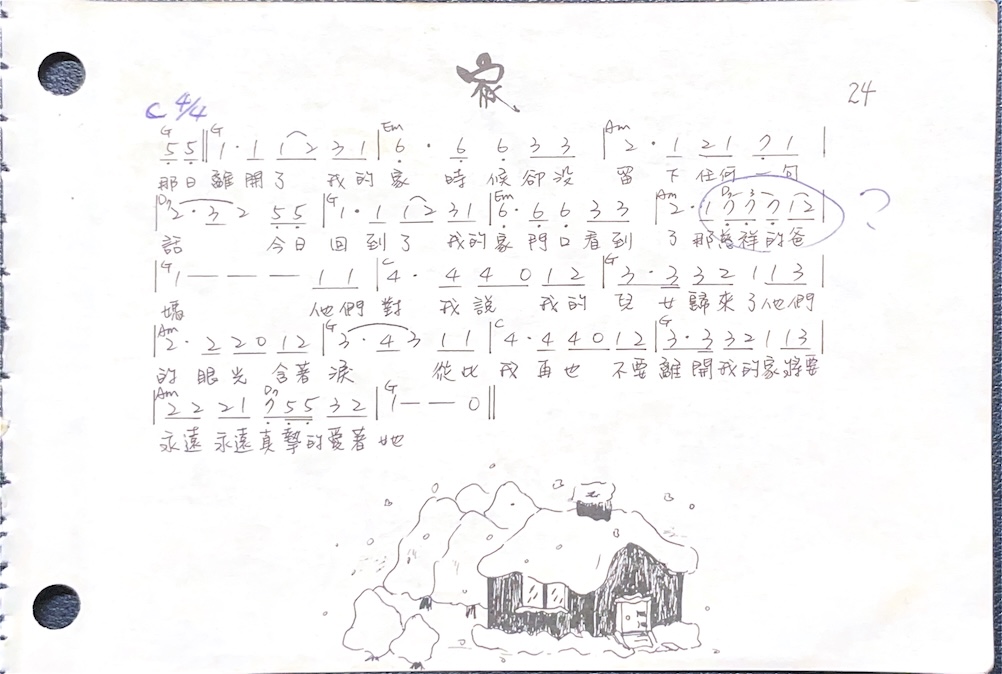 家
24
C 4/4
G G Em Am
5 5 ‖ 1 · 1 1 2 3 1 | 6 · 6 6 3 3 | 2 · 1 2 1 7 1 |
那日離開了 我的家 時候卻没 留下任何一句
D7 G Em Am D7
| 2 · 3 2 5 5 | 1 · 1 1 2 3 1 | 6 · 6 6 3 3 | 2 · 1 7 7 7 1 2 | ?
話 今日回到了 我的家門口看到 了那慈祥的爸
G C G
| 1 — — — 1 1 | 4 · 4 4 0 1 2 | 3 · 3 3 2 1 1 3 |
媽 他們對 我說 我的 兒女歸來了他們
Am G C G
| 2 · 2 2 0 1 2 | 3 · 4 3 1 1 | 4 · 4 4 0 1 2 | 3 · 3 3 2 1 1 3 |
的眼光 含著淚 從此我再也 不要離開我的家將要
Am D7 G
| 2 2 2 1 7 5 5 3 2 | 1 — — 0 ‖
永遠 永遠真摯的愛著她